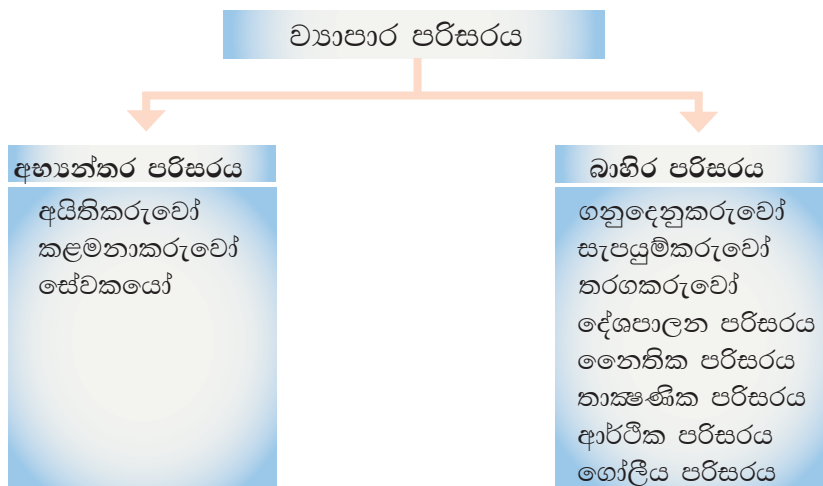 ව්‍යාපාර පරිසරය
අභ්‍යන්තර පරිසරය
අයිතිකරුවෝ
කළමනාකරුවෝ
සේවකයෝ
බාහිර පරිසරය
ගනුදෙනුකරුවෝ
සැපයුම්කරුවෝ
තරගකරුවෝ
දේශපාලන පරිසරය
නෛතික පරිසරය
තාක්‍ෂණික පරිසරය
ආර්ථික පරිසරය
ගෝලීය පරිසරය